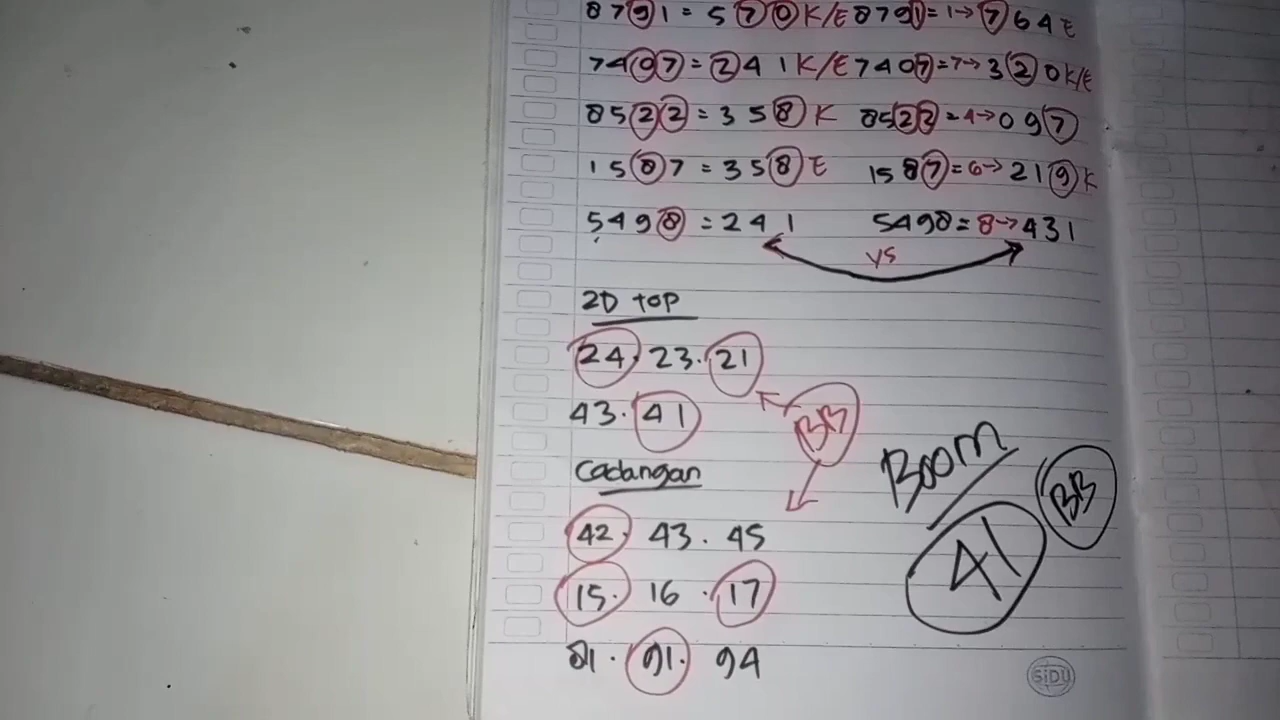 8791 = 570 K/E 8791 = 1→ 764 E
7407 = 241 K/E 7407 = 7→ 320 K/E
8522 = 358 K 8522 = 4→ 097
1587 = 358 E 1587 = 6→ 219 K
5498 = 241 5498 = 8→ 431
VS
2D top
24. 23. 21
43. 41
BB
Cadangan
42. 43. 45
15. 16. 17
81. 91. 94
Boom
41 BB
SiDU